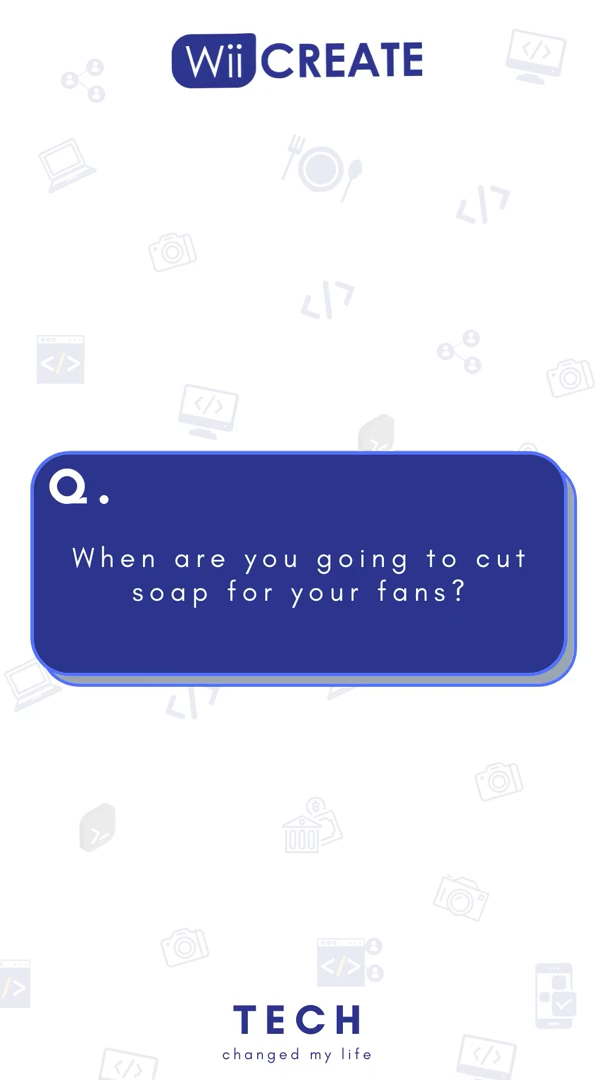 Wii CREATE
Q.
When are you going to cut
soap for your fans?
TECH
changed my life